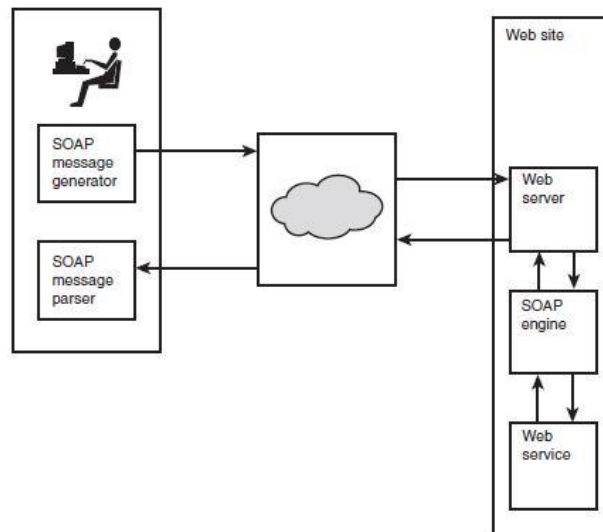 Web site
SOAP
message
generator
SOAP
message
parser
Web
server
SOAP
engine
Web
service